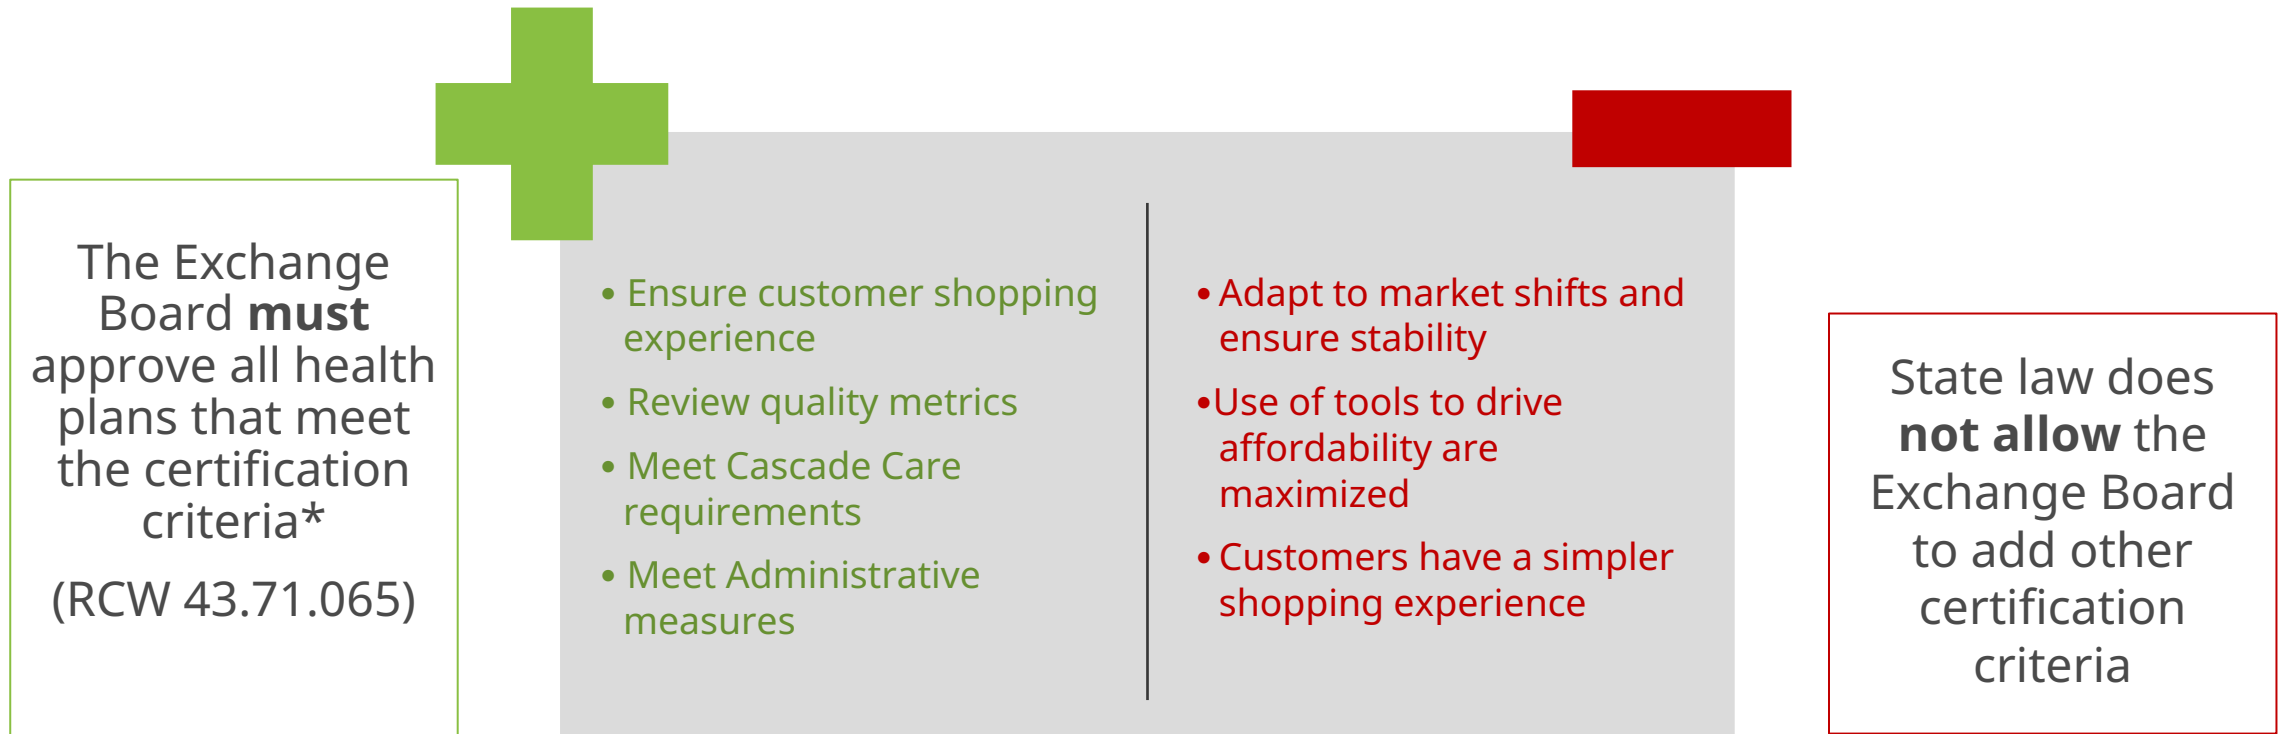 The Exchange
Board must
approve all health
plans that meet
the certification
criteria*
(RCW 43.71.065)
• Ensure customer shopping
experience
• Review quality metrics
• Meet Cascade Care
requirements
• Meet Administrative
measures
• Adapt to market shifts and
ensure stability
•Use of tools to drive
affordability are
maximized
• Customers have a simpler
shopping experience
State law does
not allow the
Exchange Board
to add other
certification
criteria